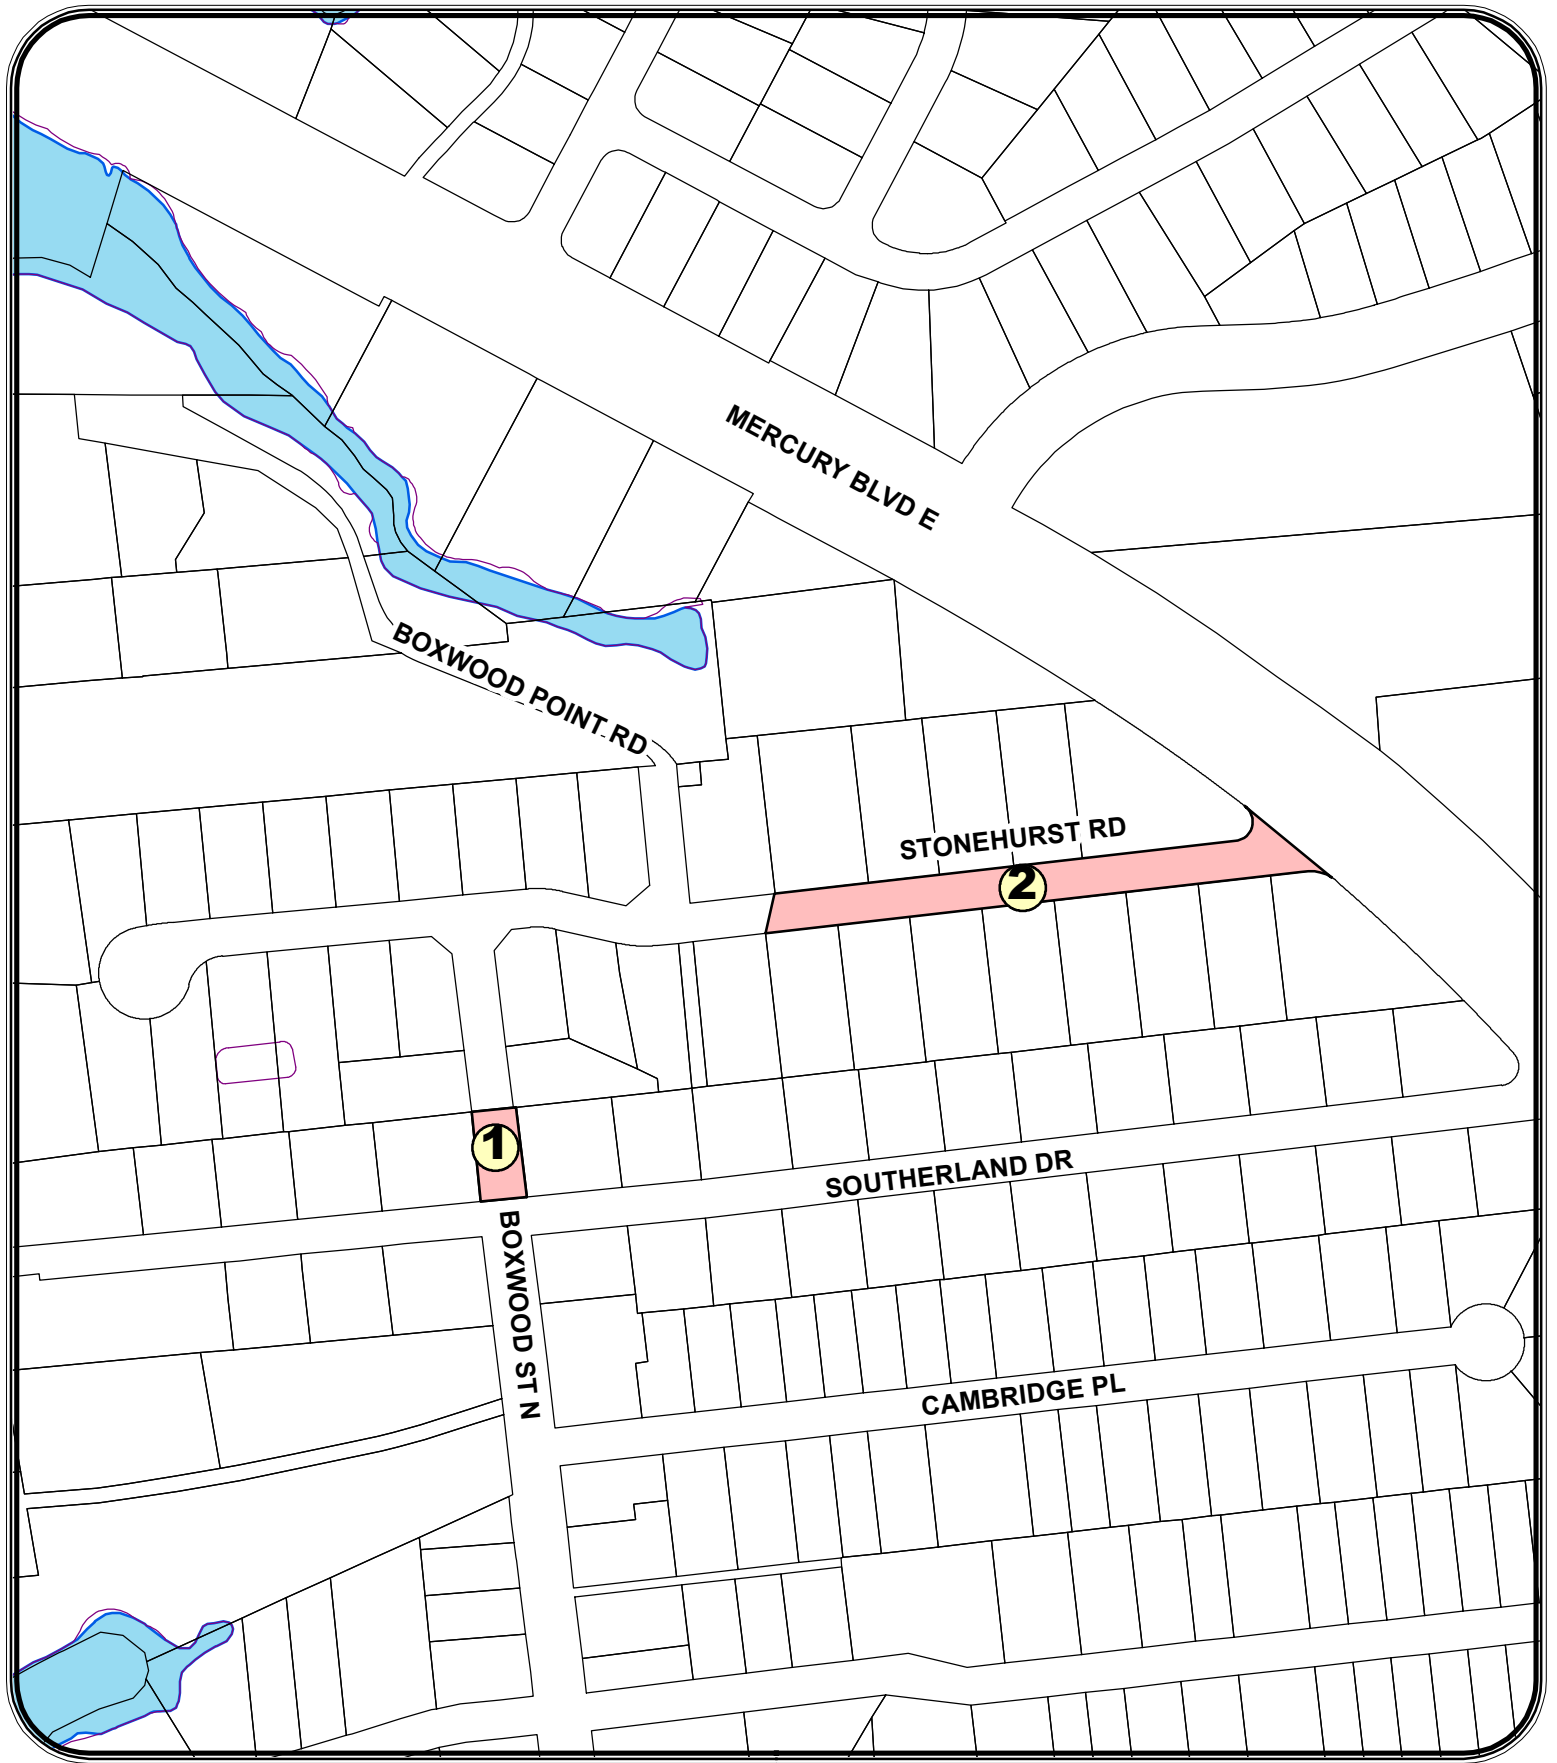 MERCURY BLVD E
BOXWOOD POINT RD
STONEHURST RD
2
1
SOUTHERLAND DR
BOXWOOD ST N
CAMBRIDGE PL